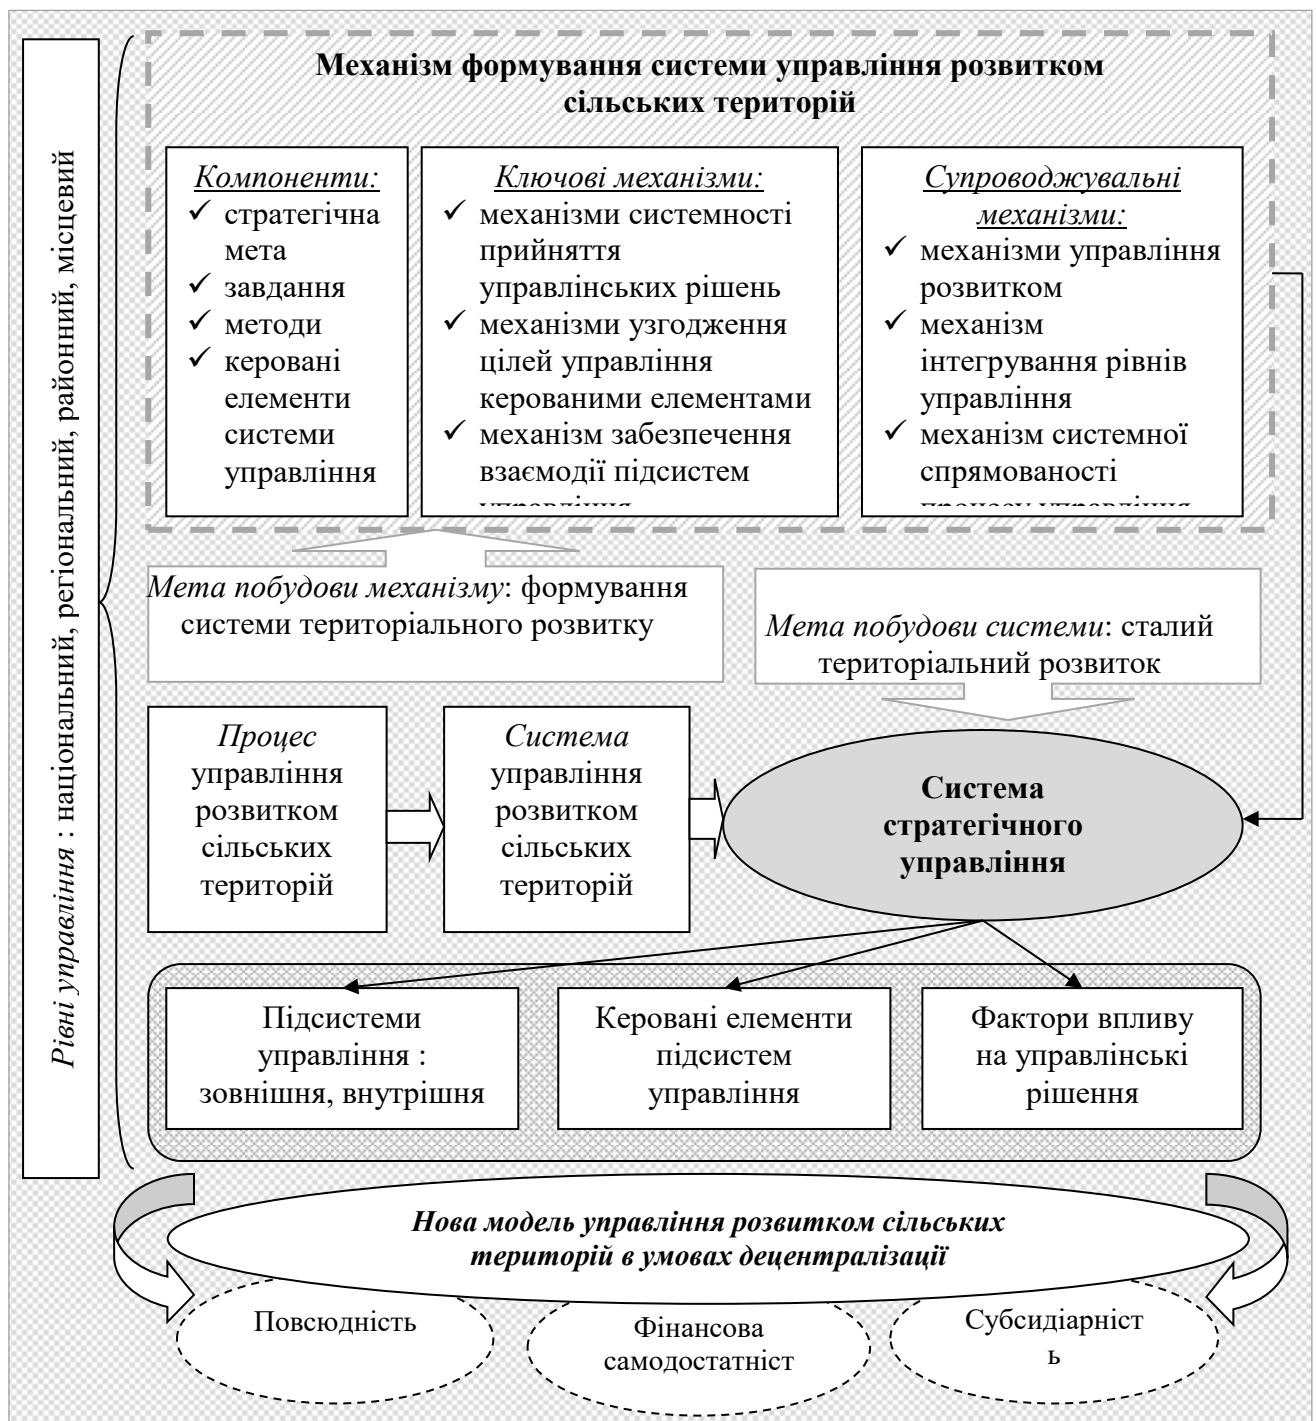 Рівні управління : національний, регіональний, районний, місцевий
Механізм формування системи управління розвитком
сільських територій
Компоненти:
✓ стратегічна
мета
✓ завдання
✓ методи
✓ керовані
елементи
системи
управління
Ключові механізми:
✓ механізми системності
прийняття
управлінських рішень
✓ механізми узгодження
цілей управління
керованими елементами
✓ механізм забезпечення
взаємодії підсистем
управління
Супроводжувальні
механізми:
✓ механізми управління
розвитком
✓ механізм
інтегрування рівнів
управління
✓ механізм системної
спрямованості
процесу управління
Мета побудови механізму: формування
системи територіального розвитку
Мета побудови системи: сталий
територіальний розвиток
Процес
управління
розвитком
сільських
територій
Система
управління
розвитком
сільських
територій
Система
стратегічного
управління
Підсистеми
управління :
зовнішня, внутрішня
Керовані елементи
підсистем
управління
Фактори впливу
на управлінські
рішення
Нова модель управління розвитком сільських
територій в умовах децентралізації
Повсюдність
Фінансова
самодостатніст
Субсидіарніст
ь